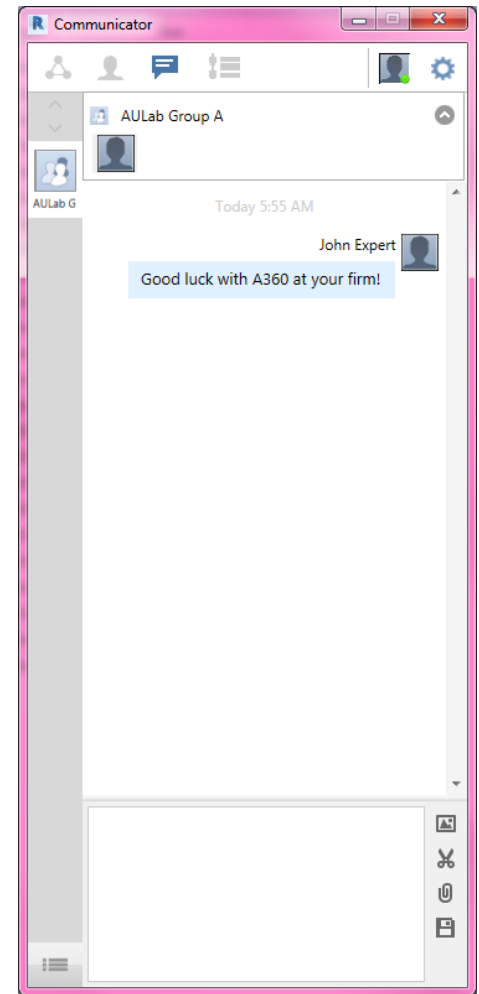 R Communicator
AULab Group A
AULab G
Today 5:55 AM
John Expert
Good luck with A360 at your firm!